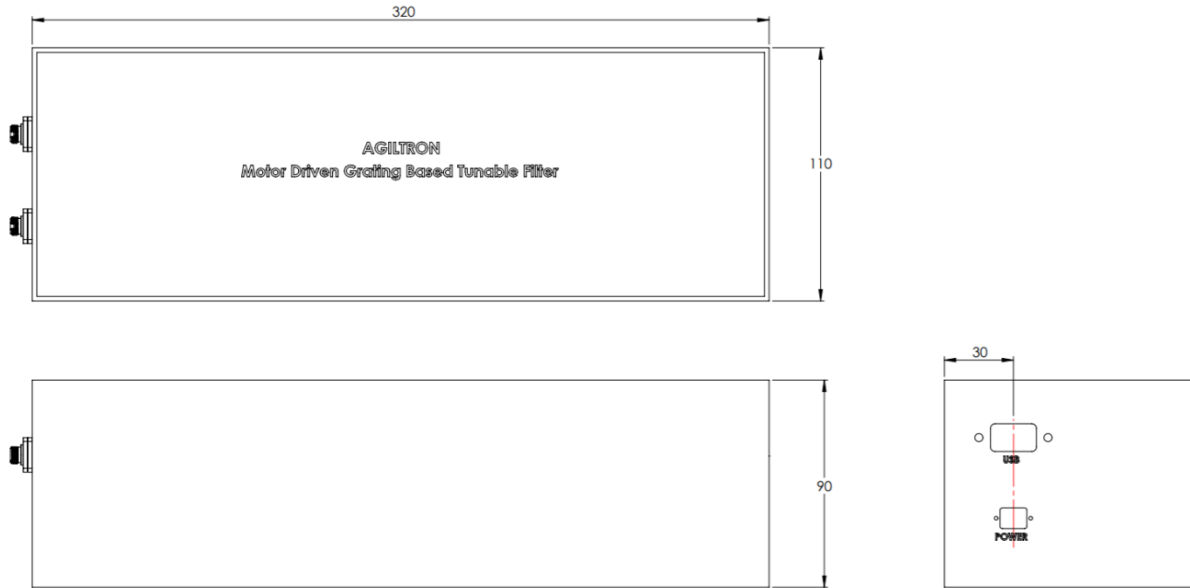 320
AGILTRON
Motor Driven Grating Based Tunable Filter
110
30
USB
90
POWER